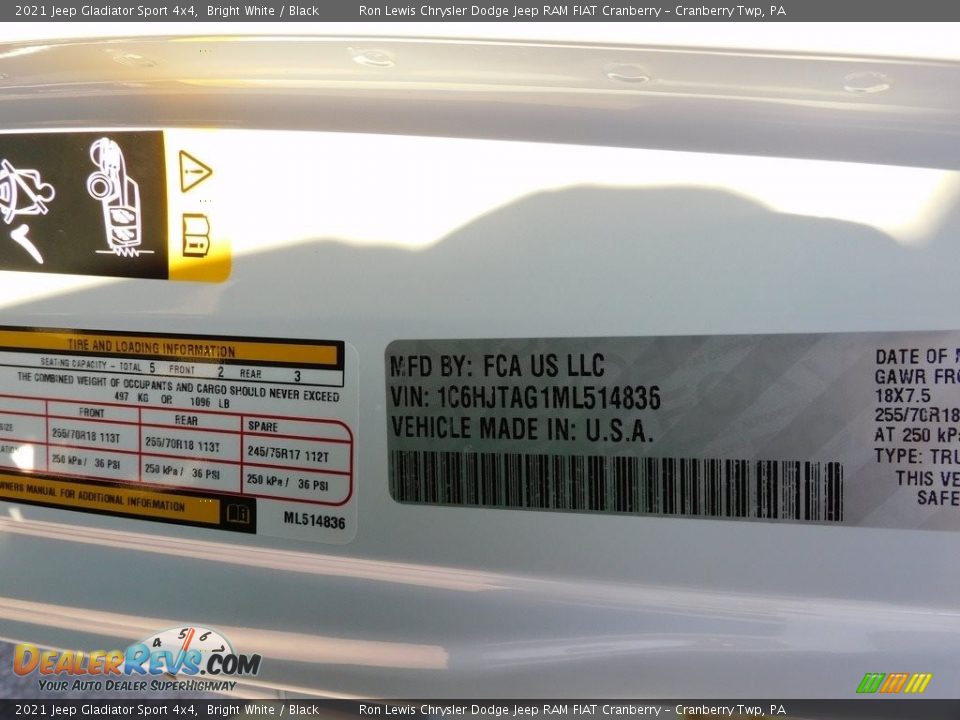 2021 Jeep Gladiator Sport 4x4, Bright White / Black Ron Lewis Chrysler Dodge Jeep RAM FIAT Cranberry - Cranberry Twp, PA
TIRE AND LOADING INFORMATION
SEATING CAPACITY - TOTAL 5 FRONT 2 REAR 3
THE COMBINED WEIGHT OF OCCUPANTS AND CARGO SHOULD NEVER EXCEED
497 KG OR 1096 LB
FRONT REAR SPARE
SIZE 255/70R18 113T 255/70R18 113T 245/75R17 112T
250 kPa / 36 PSI 250 kPa / 36 PSI 250 kPa / 36 PSI
WNERS MANUAL FOR ADDITIONAL INFORMATION
ML514836
MFD BY: FCA US LLC
VIN: 1C6HJTAG1ML514836
VEHICLE MADE IN: U.S.A.
DATE OF M
GAWR FRO
18X7.5
255/70R18
AT 250 kPa
TYPE: TRU
THIS VE
SAFE
4 5 6
DEALERREVS.COM
YOUR AUTO DEALER SUPERHIGHWAY
2021 Jeep Gladiator Sport 4x4, Bright White / Black Ron Lewis Chrysler Dodge Jeep RAM FIAT Cranberry - Cranberry Twp, PA